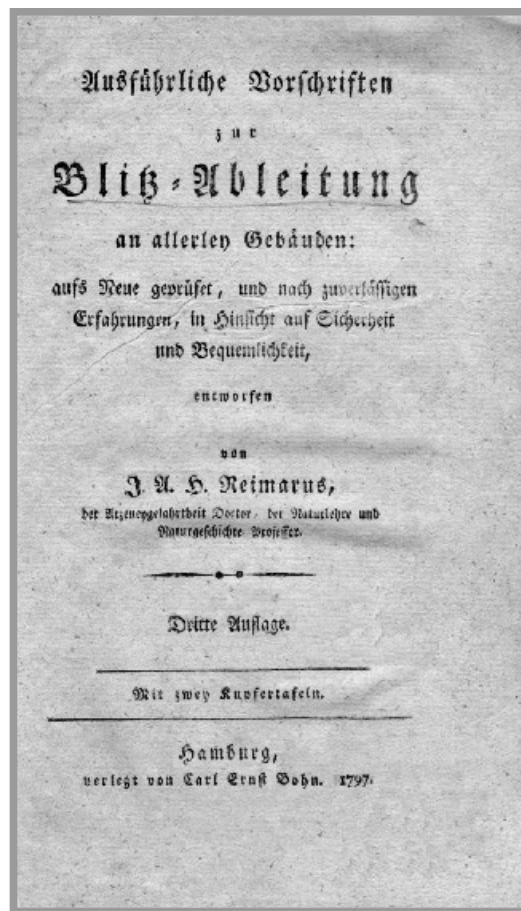 Ausführliche Vorschriften
zur
Blitz-Ableitung
an allerley Gebäuden:
aufs Neue geprüfet, und nach zuverlässigen
Erfahrungen, in Hinsicht auf Sicherheit
und Bequemlichkeit,
entworfen
von
J. A. H. Reimarus,
der Arzeneygelahrtheit Doctor, der Naturlehre und
Naturgeschichte Professor.
Dritte Auflage.
Mit zwey Kupfertafeln.
Hamburg,
verlegt von Carl Ernst Bohn. 1797.